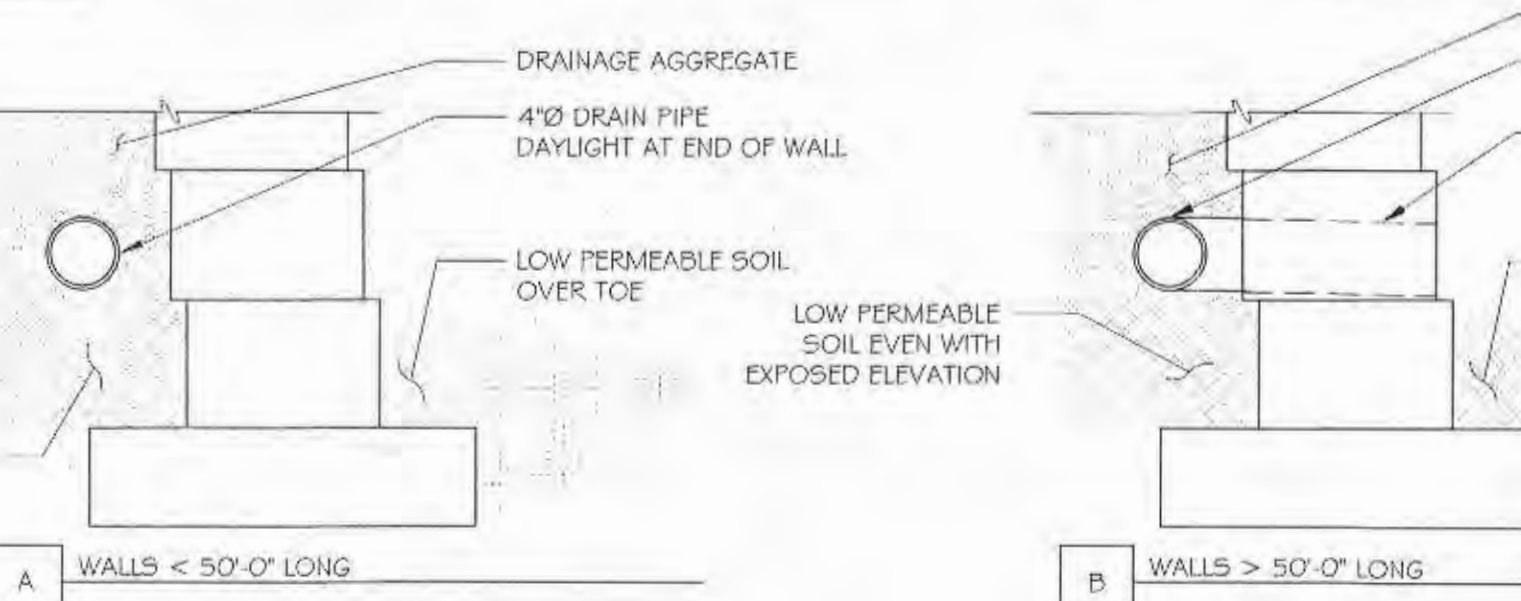 DRAINAGE AGGREGATE
4"Ø DRAIN PIPE
DAYLIGHT AT END OF WALL
LOW PERMEABLE SOIL
OVER TOE
A
WALLS < 50'-0" LONG
LOW PERMEABLE
SOIL EVEN WITH
EXPOSED ELEVATION
B
WALLS > 50'-0" LONG